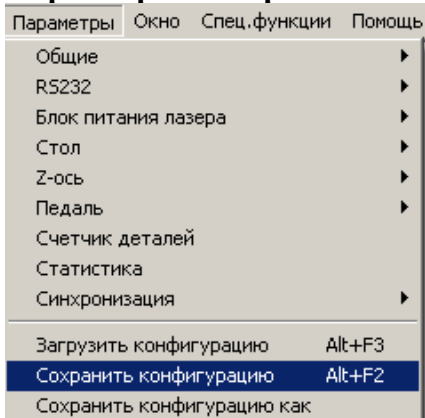 Параметры Окно Спец.функции Помощь
Общие
RS232
Блок питания лазера
Стол
Z-ось
Педаль
Счетчик деталей
Статистика
Синхронизация
Загрузить конфигурацию Alt+F3
Сохранить конфигурацию Alt+F2
Сохранить конфигурацию как